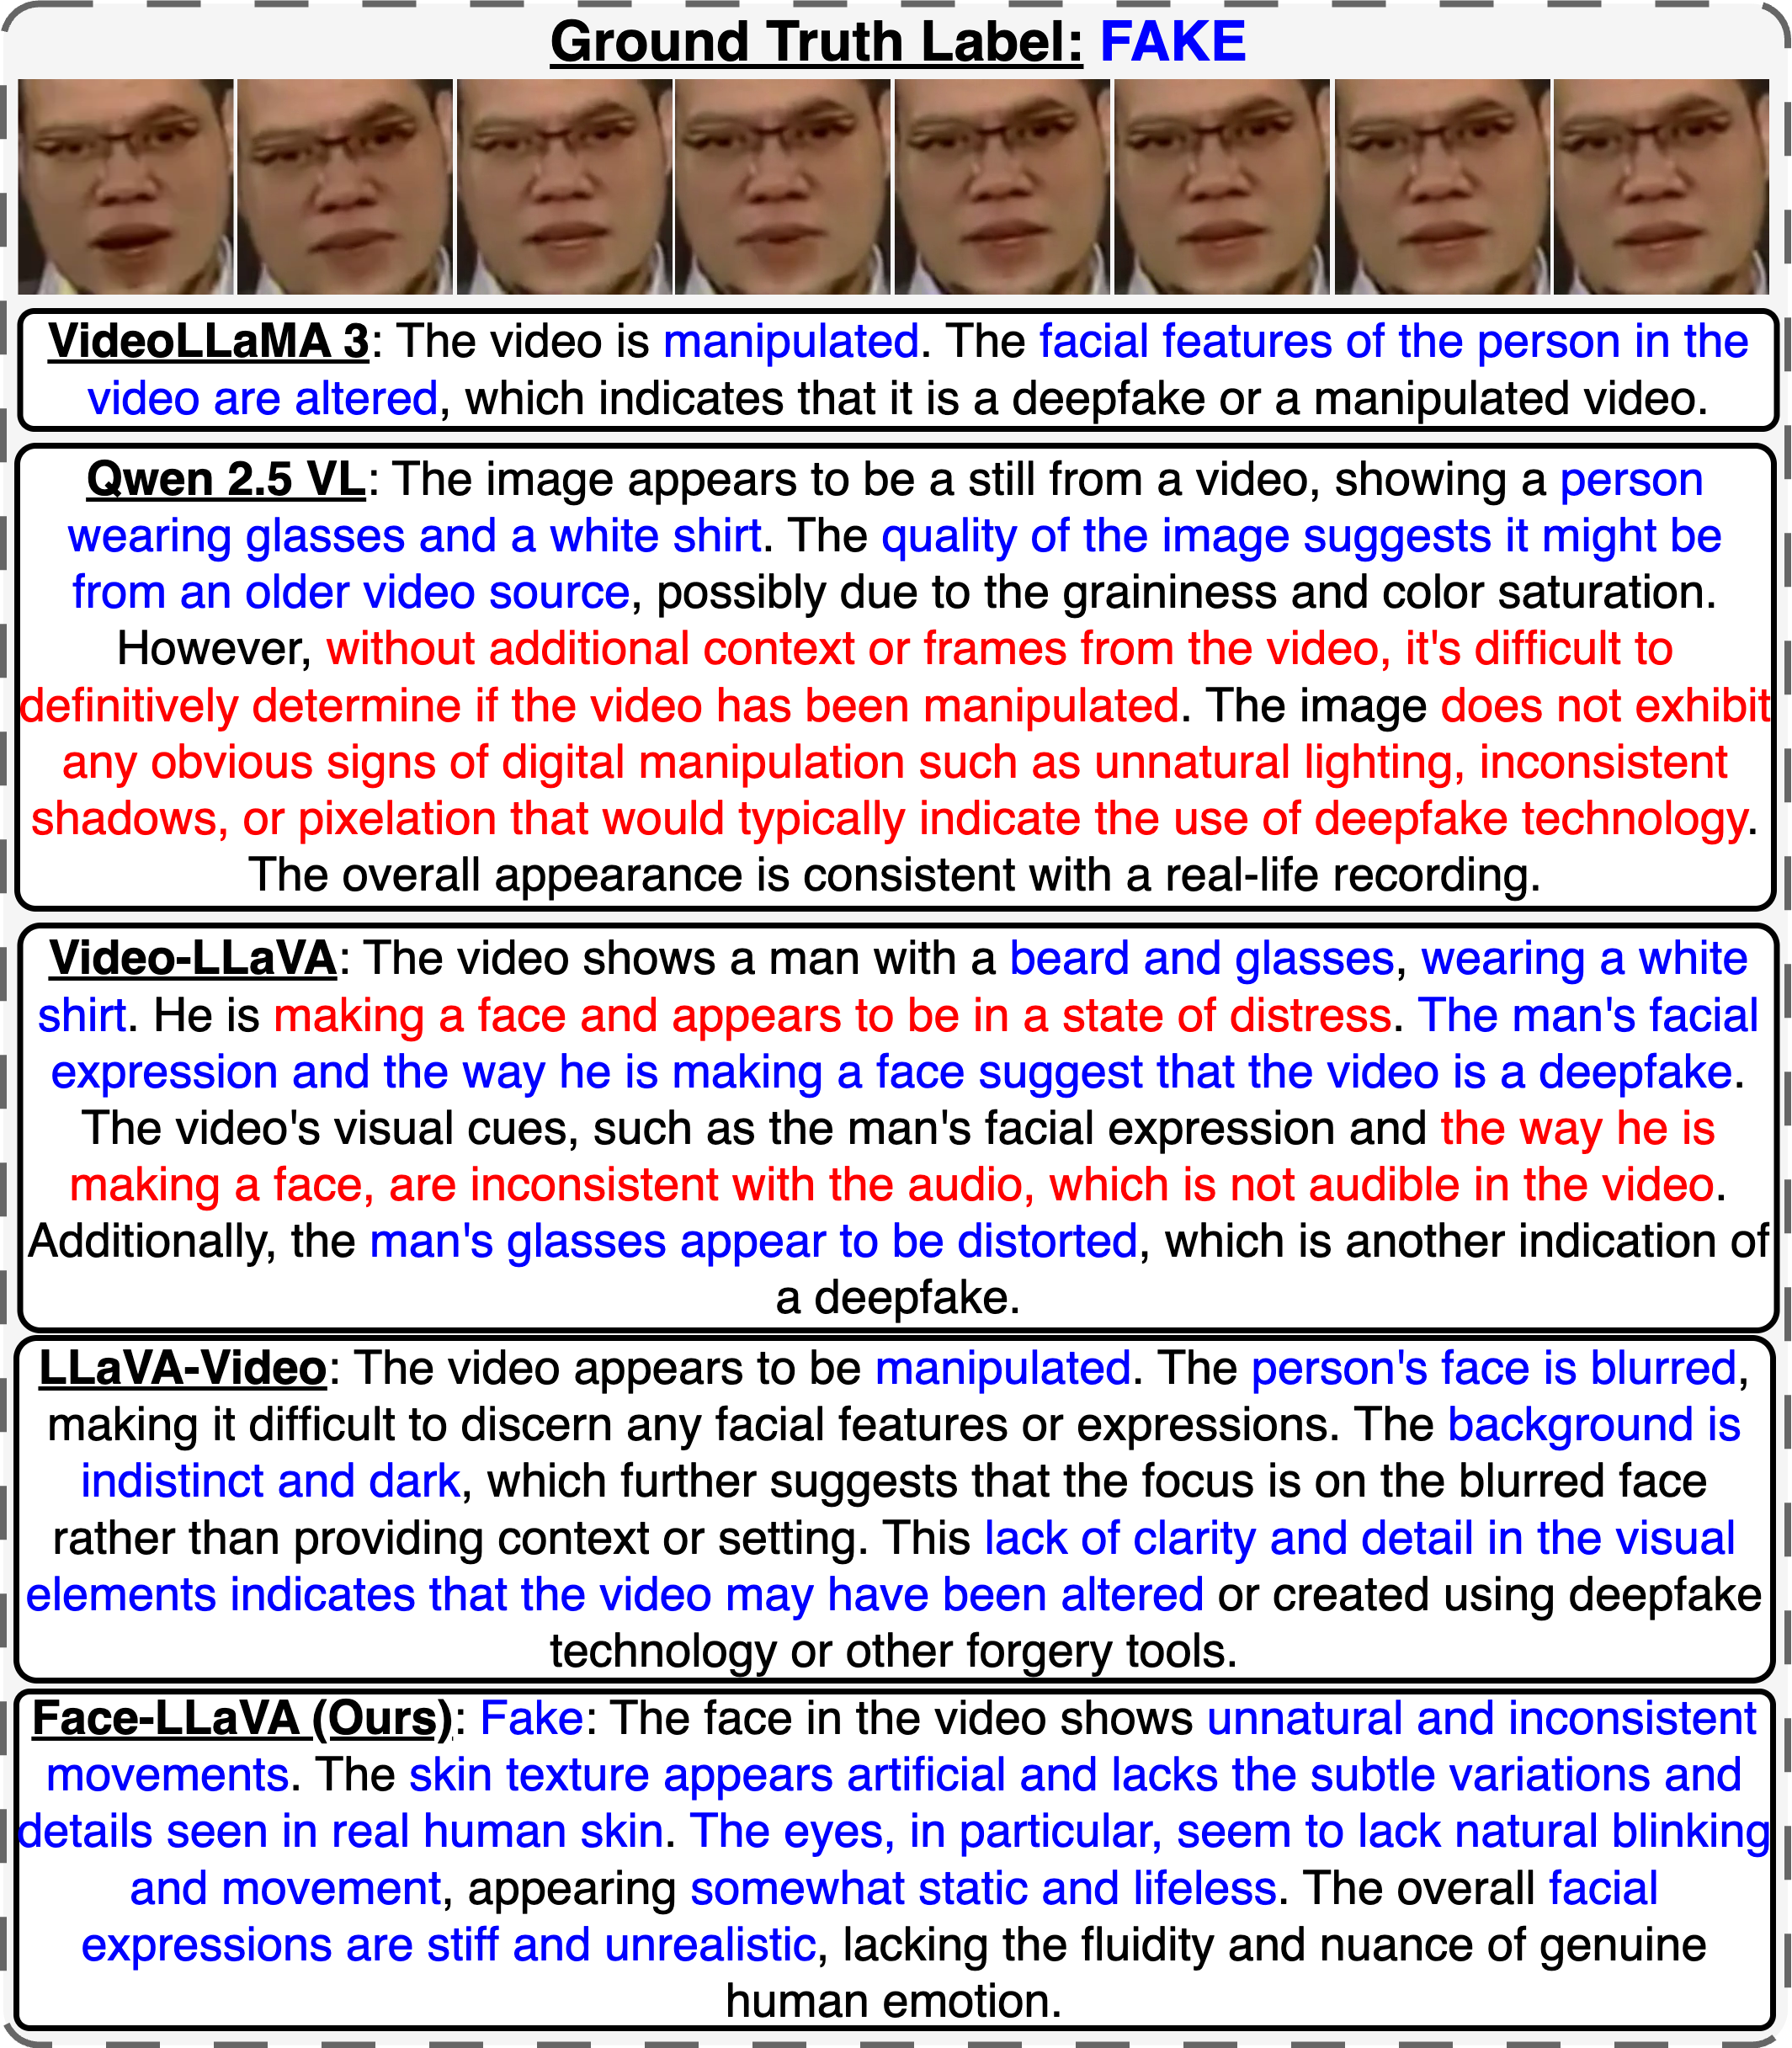 Ground Truth Label: FAKE
VideoLLaMA 3: The video is manipulated. The facial features of the person in the
video are altered, which indicates that it is a deepfake or a manipulated video.
Qwen 2.5 VL: The image appears to be a still from a video, showing a person
wearing glasses and a white shirt. The quality of the image suggests it might be
from an older video source, possibly due to the graininess and color saturation.
However, without additional context or frames from the video, it's difficult to
definitively determine if the video has been manipulated. The image does not exhibit
any obvious signs of digital manipulation such as unnatural lighting, inconsistent
shadows, or pixelation that would typically indicate the use of deepfake technology.
The overall appearance is consistent with a real-life recording.
Video-LLaVA: The video shows a man with a beard and glasses, wearing a white
shirt. He is making a face and appears to be in a state of distress. The man's facial
expression and the way he is making a face suggest that the video is a deepfake.
The video's visual cues, such as the man's facial expression and the way he is
making a face, are inconsistent with the audio, which is not audible in the video.
Additionally, the man's glasses appear to be distorted, which is another indication of
a deepfake.
LLaVA-Video: The video appears to be manipulated. The person's face is blurred,
making it difficult to discern any facial features or expressions. The background is
indistinct and dark, which further suggests that the focus is on the blurred face
rather than providing context or setting. This lack of clarity and detail in the visual
elements indicates that the video may have been altered or created using deepfake
technology or other forgery tools.
Face-LLaVA (Ours): Fake: The face in the video shows unnatural and inconsistent
movements. The skin texture appears artificial and lacks the subtle variations and
details seen in real human skin. The eyes, in particular, seem to lack natural blinking
and movement, appearing somewhat static and lifeless. The overall facial
expressions are stiff and unrealistic, lacking the fluidity and nuance of genuine
human emotion.